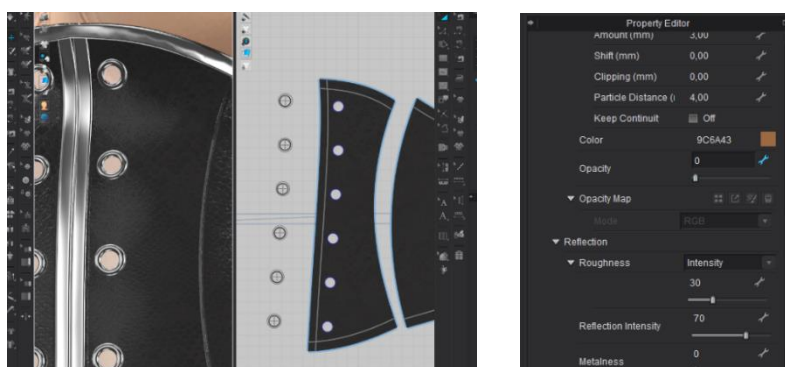 Property Editor
Amount (mm) 3,00
Shift (mm) 0,00
Clipping (mm) 0,00
Particle Distance (ı 4,00
Keep Continuit Off
Color 9C6A43
Opacity 0
Opacity Map
Mode RGB
Reflection
Roughness Intensity
30
Reflection Intensity 70
Metalness 0